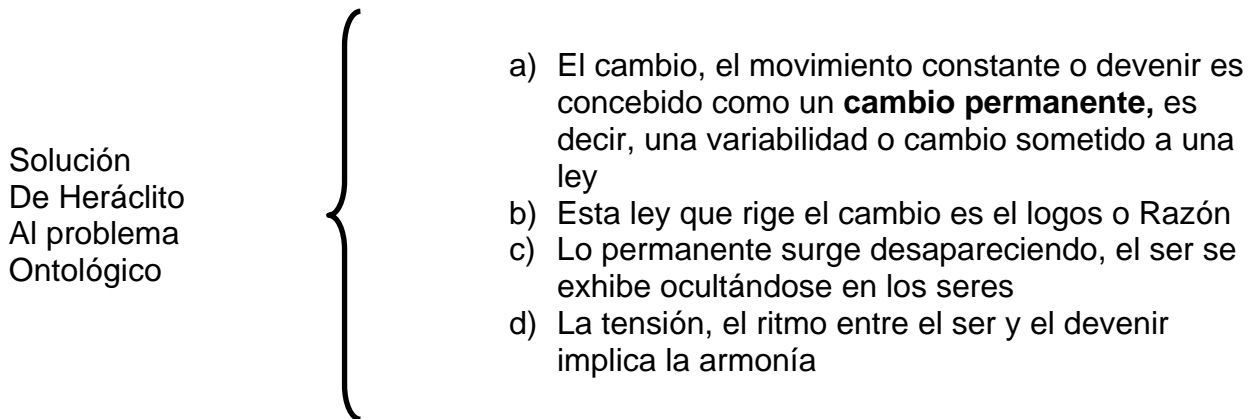 Solución
De Heráclito
Al problema
Ontológico
a) El cambio, el movimiento constante o devenir es
concebido como un cambio permanente, es
decir, una variabilidad o cambio sometido a una
ley
b) Esta ley que rige el cambio es el logos o Razón
c) Lo permanente surge desapareciendo, el ser se
exhibe ocultándose en los seres
d) La tensión, el ritmo entre el ser y el devenir
implica la armonía